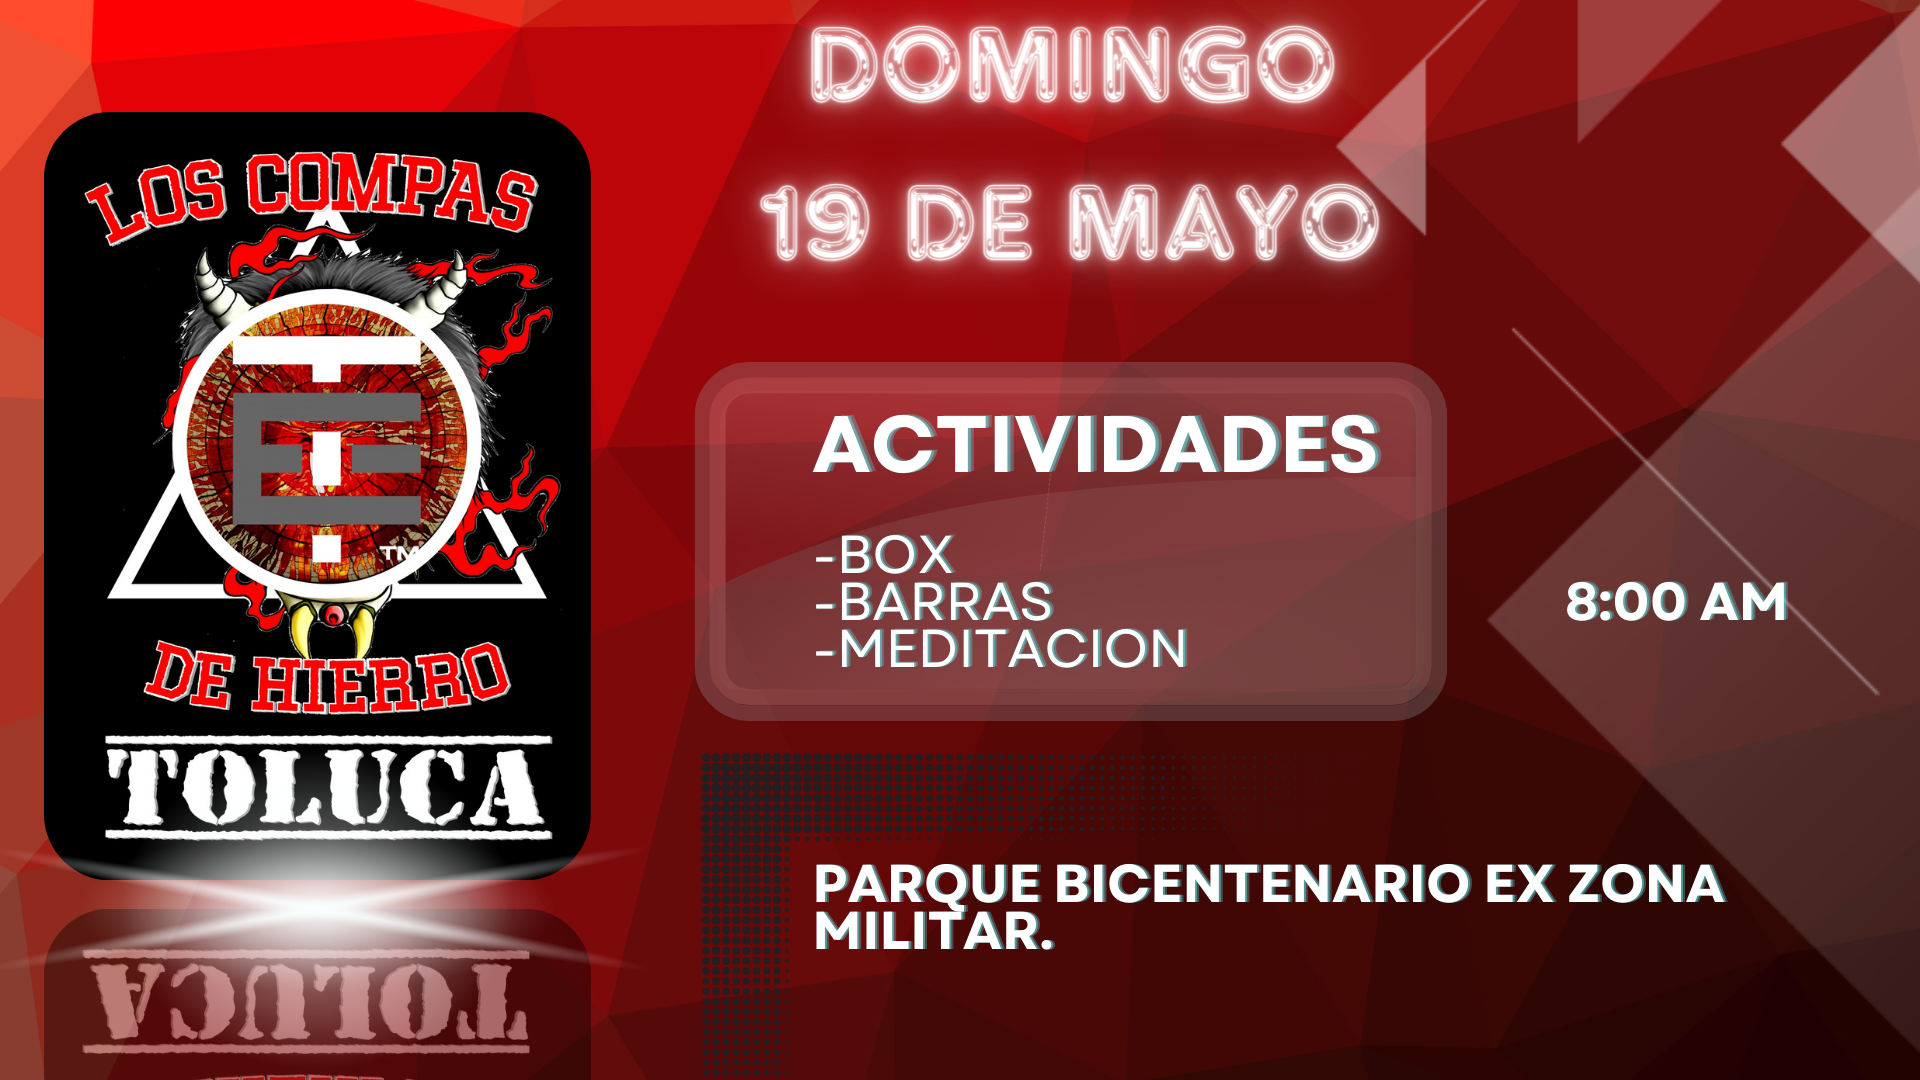 DOMINGO
19 DE MAYO
LOS COMPAS
TE
TM
DE HIERRO
TOLUCA
ACTIVIDADES
-BOX
-BARRAS
-MEDITACION
8:00 AM
PARQUE BICENTENARIO EX ZONA
MILITAR.
TOLUCA